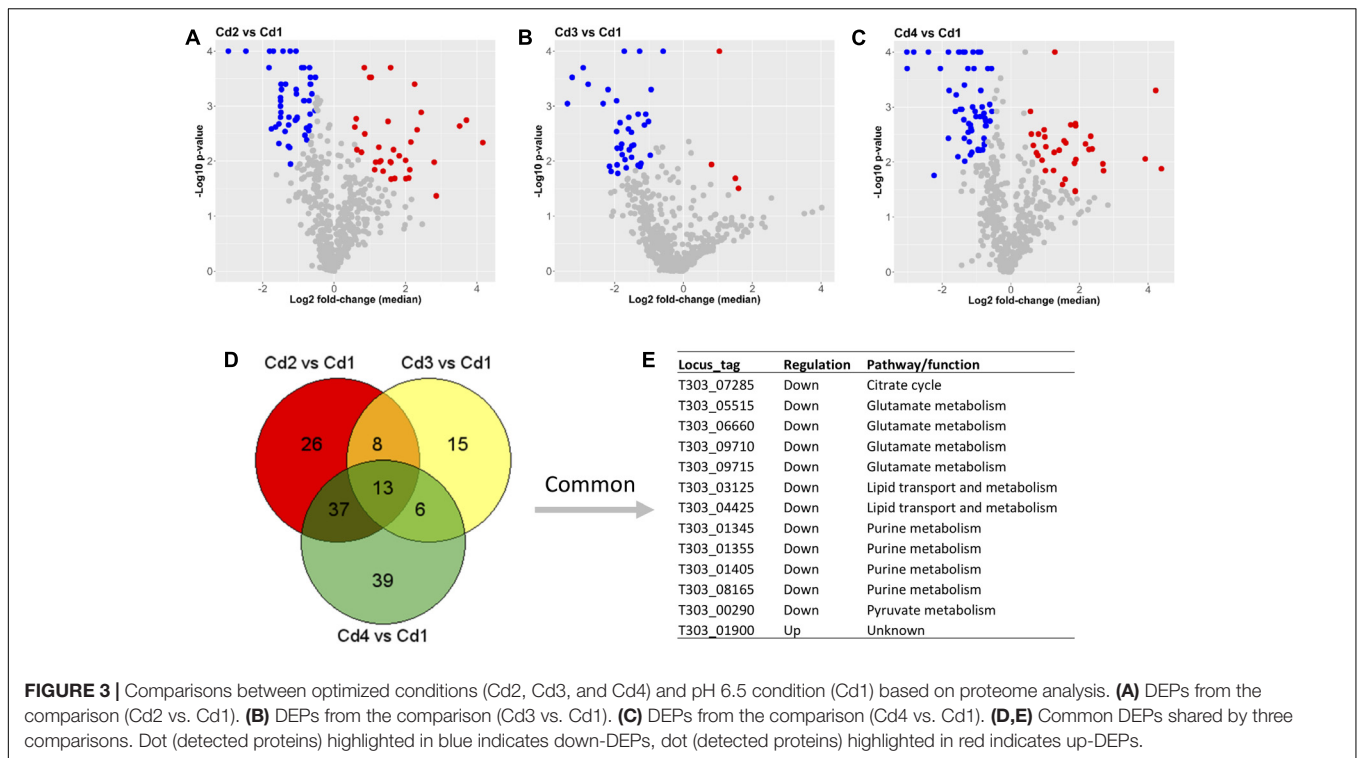 A
Cd2 vs Cd1
4
3
2
1
0
-Log10 p-value
-2
0
2
4
Log2 fold-change (median)
B
Cd3 vs Cd1
4
3
2
1
0
-Log10 p-value
-2
0
2
4
Log2 fold-change (median)
C
Cd4 vs Cd1
4
3
2
1
0
-Log10 p-value
-2
0
2
4
Log2 fold-change (median)
D
Cd2 vs Cd1
Cd3 vs Cd1
26
8
15
13
37
6
39
Cd4 vs Cd1
Common
E
Locus_tag Regulation Pathway/function
T303_07285 Down Citrate cycle
T303_05515 Down Glutamate metabolism
T303_06660 Down Glutamate metabolism
T303_09710 Down Glutamate metabolism
T303_09715 Down Glutamate metabolism
T303_03125 Down Lipid transport and metabolism
T303_04425 Down Lipid transport and metabolism
T303_01345 Down Purine metabolism
T303_01355 Down Purine metabolism
T303_01405 Down Purine metabolism
T303_08165 Down Purine metabolism
T303_00290 Down Pyruvate metabolism
T303_01900 Up Unknown
FIGURE 3 | Comparisons between optimized conditions (Cd2, Cd3, and Cd4) and pH 6.5 condition (Cd1) based on proteome analysis. (A) DEPs from the
comparison (Cd2 vs. Cd1). (B) DEPs from the comparison (Cd3 vs. Cd1). (C) DEPs from the comparison (Cd4 vs. Cd1). (D,E) Common DEPs shared by three
comparisons. Dot (detected proteins) highlighted in blue indicates down-DEPs, dot (detected proteins) highlighted in red indicates up-DEPs.